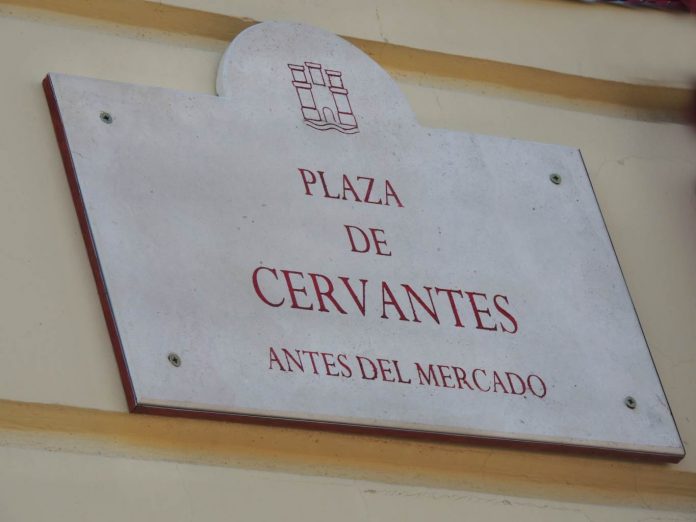 PLAZA
DE
CERVANTES
ANTES DEL MERCADO